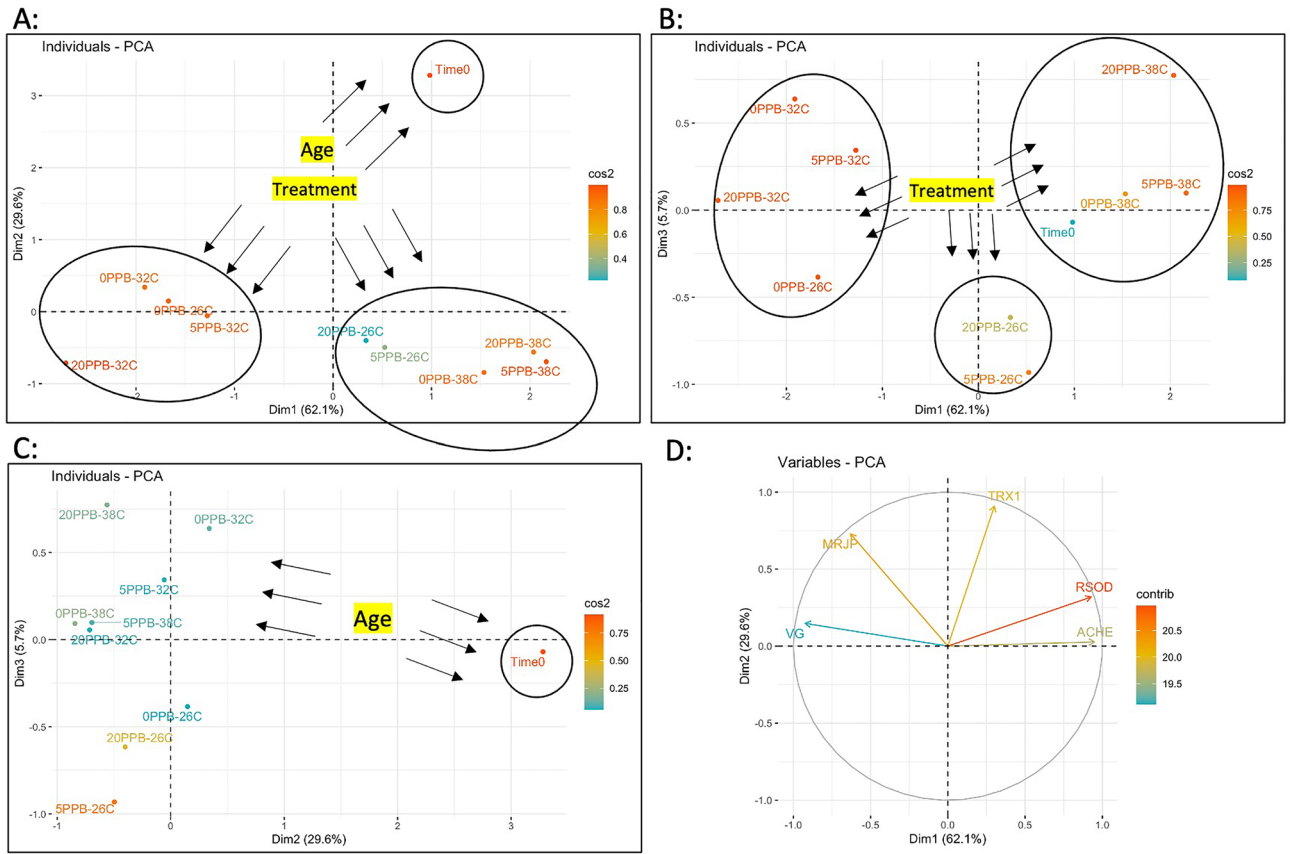 A:
Individuals - PCA
Time0
3
Age
2
Treatment
Dim2 (29.6%)
cos2
0.8
0.6
0.4
1
0PPB-32C
0PPB-26C
5PPB-32C
0
20PPB-26C
5PPB-26C
20PPB-38C
20PPB-32C
5PPB-38C
0PPB-38C
-1
-2
-1
0
1
2
Dim1 (62.1%)
B:
Individuals - PCA
20PPB-38C
0PPB-32C
0.5
5PPB-32C
Treatment
cos2
0.75
0.50
0.25
Dim3 (5.7%)
20PPB-32C
5PPB-38C
0PPB-38C
0.0
Time0
0PPB-26C
-0.5
20PPB-26C
5PPB-26C
-1.0
-2
-1
0
1
2
Dim1 (62.1%)
C:
Individuals - PCA
20PPB-38C
0PPB-32C
0.5
5PPB-32C
Age
cos2
0.75
0.50
0.25
0PPB-38C
5PPB-38C
20PPB-32C
0.0
Dim3 (5.7%)
Time0
0PPB-26C
-0.5
20PPB-26C
5PPB-26C
-1.0
-1
0
1
2
3
Dim2 (29.6%)
D:
Variables - PCA
1.0
TRX1
MRJP
0.5
RSOD
contrib
20.5
20.0
19.5
VG
ACHE
0.0
Dim2 (29.6%)
-0.5
-1.0
-1.0
-0.5
0.0
0.5
1.0
Dim1 (62.1%)